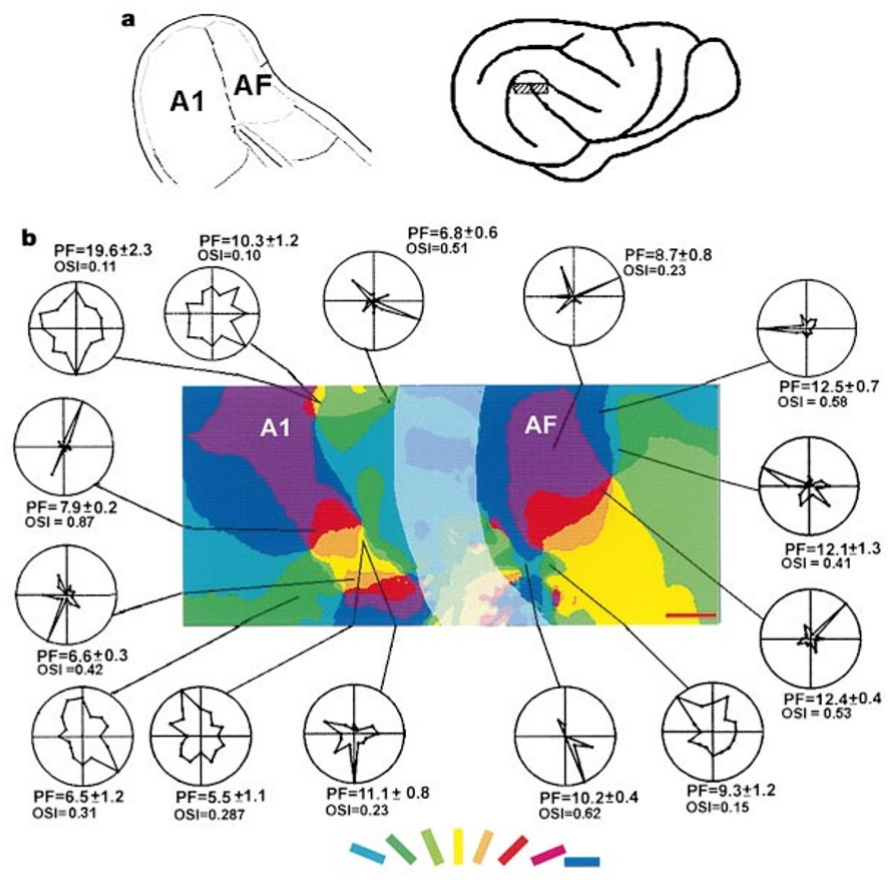 a
A1
AF
b
PF=19.6±2.3
OSI=0.11
PF=10.3±1.2
OSI=0.10
PF=6.8±0.6
OSI=0.51
PF=8.7±0.8
OSI=0.23
PF=12.5±0.7
OSI = 0.58
A1
AF
PF=7.9±0.2
OSI = 0.87
PF=12.1±1.3
OSI = 0.41
PF=6.6±0.3
OSI =0.42
PF=12.4±0.4
OSI = 0.53
PF=6.5±1.2
OSI=0.31
PF=5.5±1.1
OSI=0.287
PF=11.1± 0.8
OSI=0.23
PF=10.2±0.4
OSI=0.62
PF=9.3±1.2
OSI=0.15